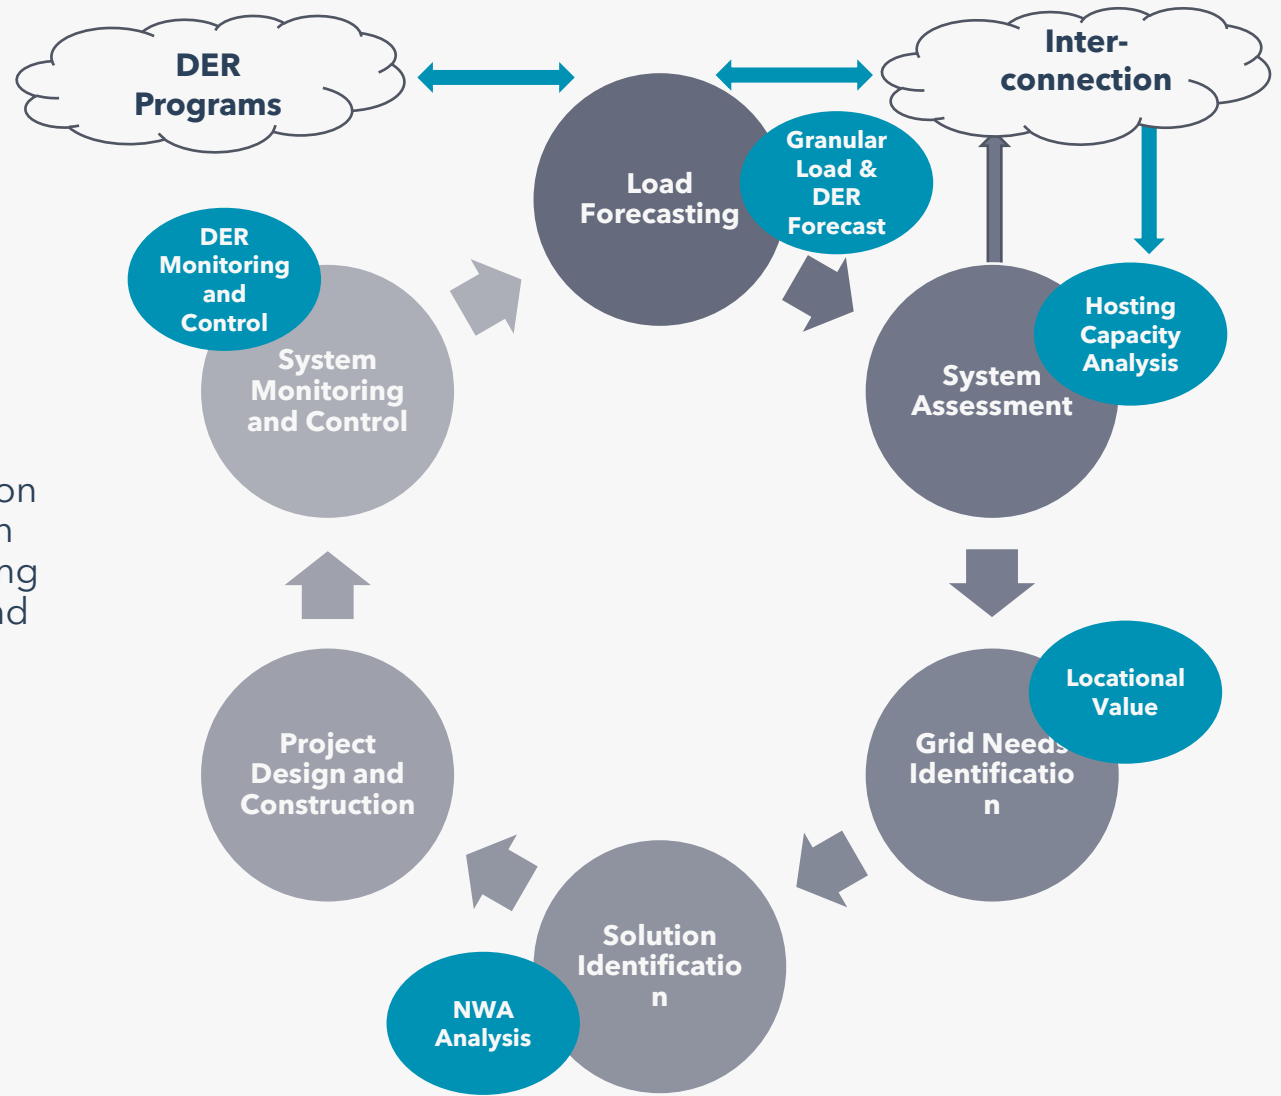 DER
Programs
Inter-
connection
Load
Forecasting
Granular
Load &
DER
Forecast
DER
Monitoring
and
Control
System
Monitoring
and Control
Hosting
Capacity
Analysis
System
Assessment
on
n
ng
nd
Locational
Value
Grid Needs
Identificatio
n
Project
Design and
Construction
Solution
Identificatio
n
NWA
Analysis